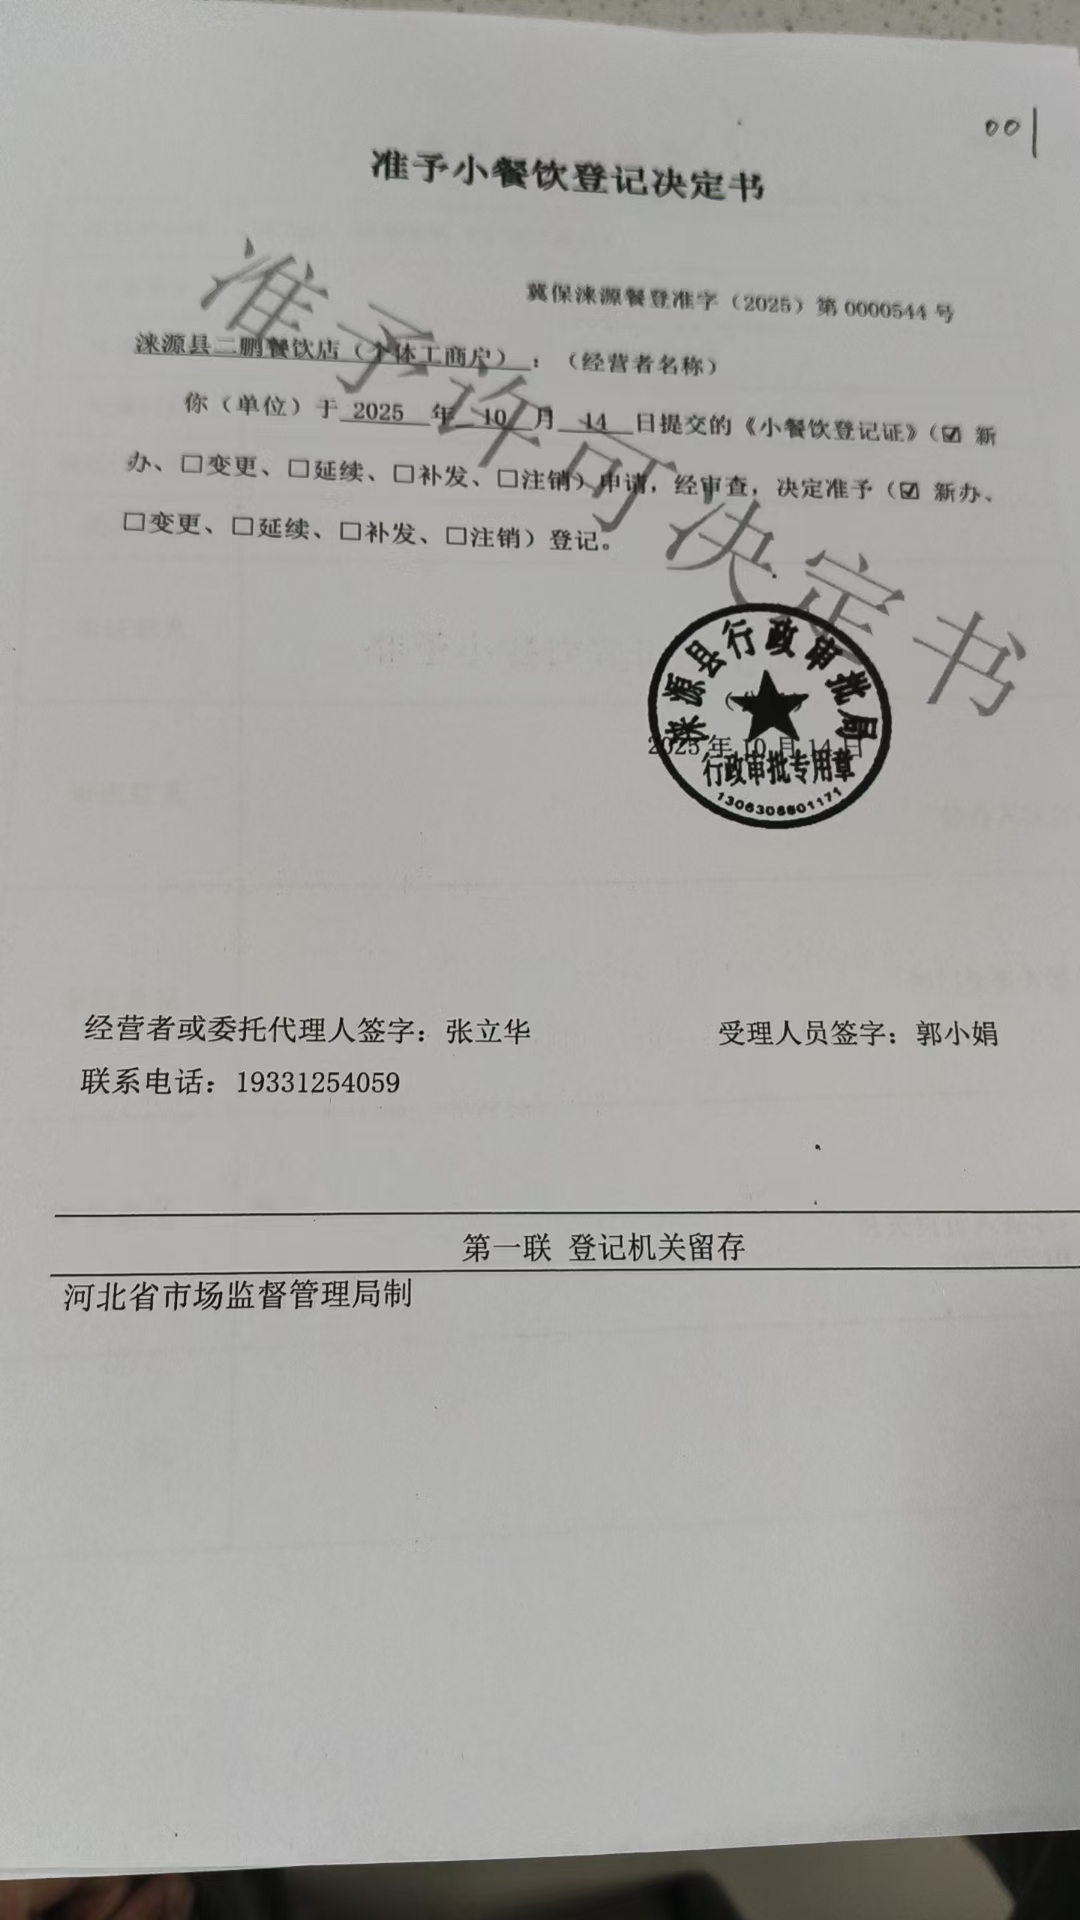 001
准予小餐饮登记决定书
冀保涞源餐登准字（2025）第 0000544 号
涞源县二鹏餐饮店（个体工商户）：（经营者名称）
你（单位）于 2025 年 10 月 14 日提交的《小餐饮登记证》（☑ 新
办、☐变更、☐延续、☐补发、☐注销）申请，经审查，决定准予（☑ 新办、
☐变更、☐延续、☐补发、☐注销）登记。
准予许可决定书
涞源县行政审批局
2025 年 10 月 14 日
行政审批专用章
1306306801171
经营者或委托代理人签字：张立华
受理人员签字：郭小娟
联系电话：19331254059
第一联 登记机关留存
河北省市场监督管理局制